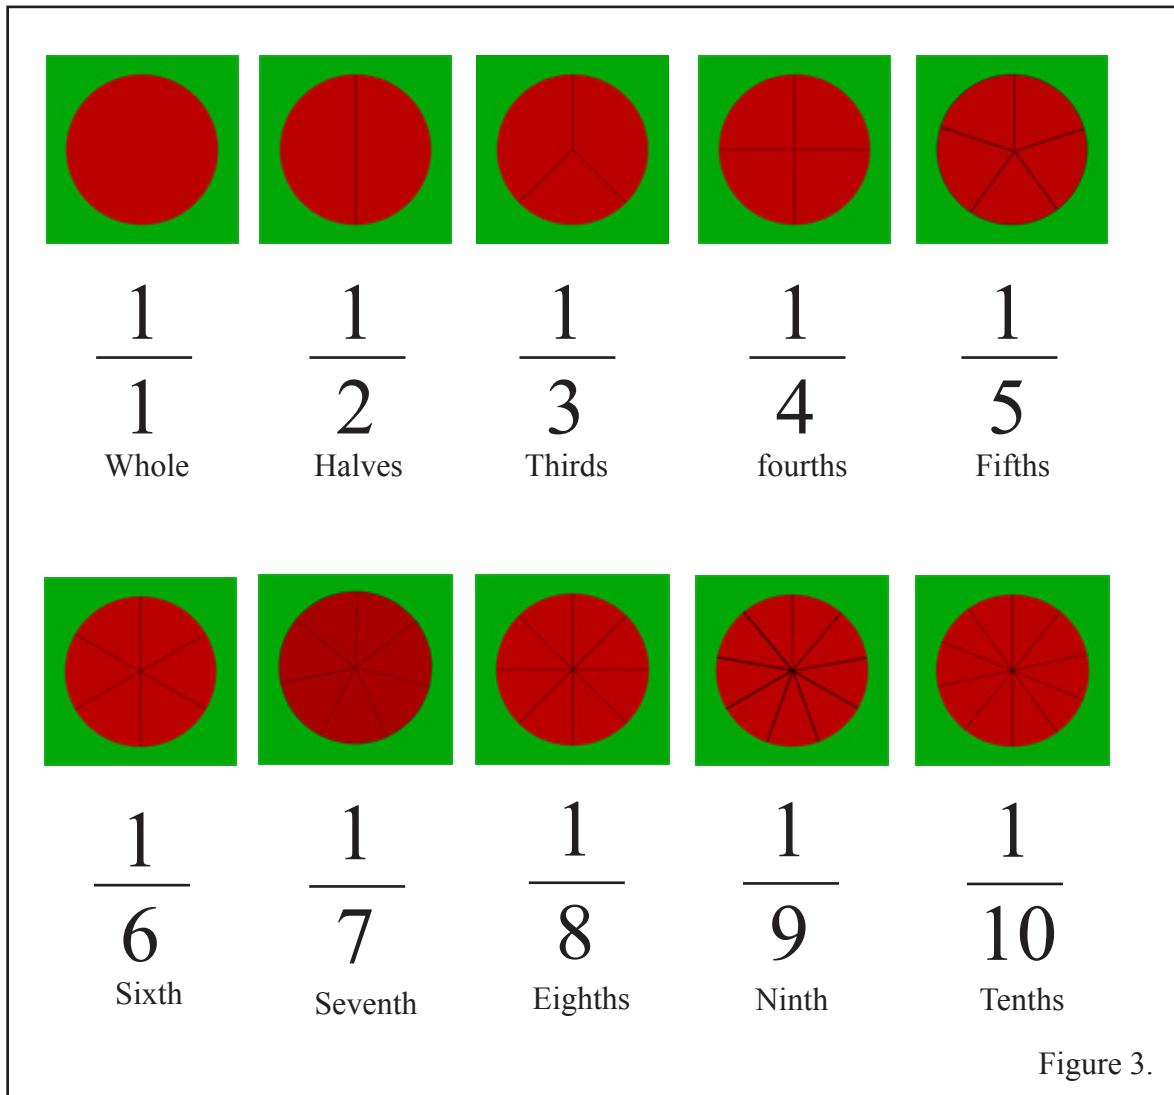 1 1 1 1 1
1 2 3 4 5
Whole Halves Thirds fourths Fifths
1 1 1 1 1
6 7 8 9 10
Sixth Seventh Eighths Ninth Tenths
Figure 3.